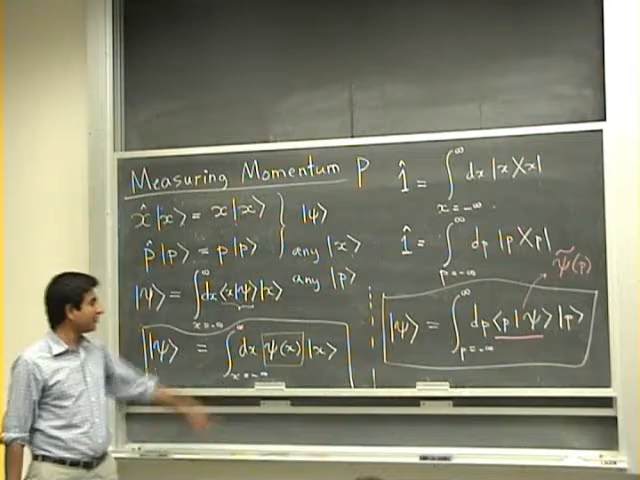 Measuring Momentum P
x̂|x⟩ = x|x⟩ } |ψ⟩
p̂|p⟩ = p|p⟩ any |x⟩
any |p⟩
|ψ⟩ = ∫_{x=-∞}^{∞} dx⟨x|ψ⟩|x⟩
|ψ⟩ = ∫_{x=-∞}^{∞} dx ψ(x) |x⟩
1̂ = ∫_{x=-∞}^{∞} dx |x⟩⟨x|
1̂ = ∫_{p=-∞}^{∞} dp |p⟩⟨p|
ψ̃(p)
|ψ⟩ = ∫_{p=-∞}^{∞} dp⟨p|ψ⟩|p⟩